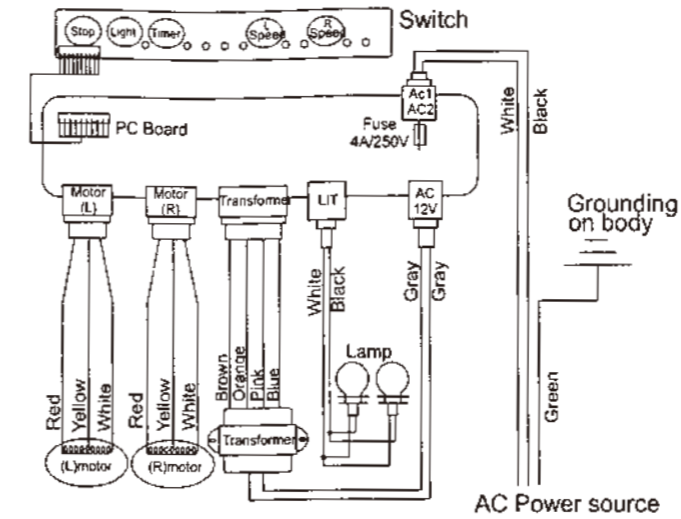 Switch
Stop
Light
Timer
L
Speed
R
Speed
Ac1
AC2
PC Board
Fuse
4A/250V
White
Black
Motor
(L)
Motor
(R)
Transformer
LIT
AC
12V
Grounding
on body
White
Black
Gray
Gray
Lamp
Red
Yellow
White
Red
Yellow
White
Brown
Orange
Pink
Blue
Green
(L)motor
(R)motor
Transformer
AC Power source